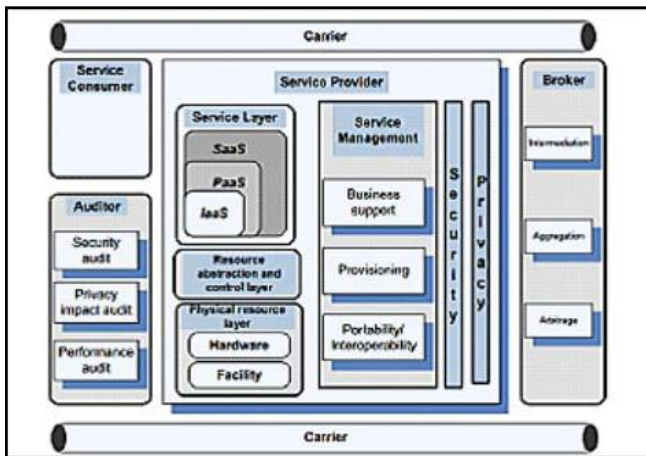 Carrier
Service
Consumer
Auditor
Security
audit
Privacy
impact audit
Performance
audit
Service Provider
Service Layer
SaaS
PaaS
IaaS
Resource
abstraction and
control layer
Physical resource
layer
Hardware
Facility
Service
Management
Business
support
Provisioning
Portability/
Interoperability
Security
Privacy
Broker
Intermediation
Aggregation
Arbitrage
Carrier